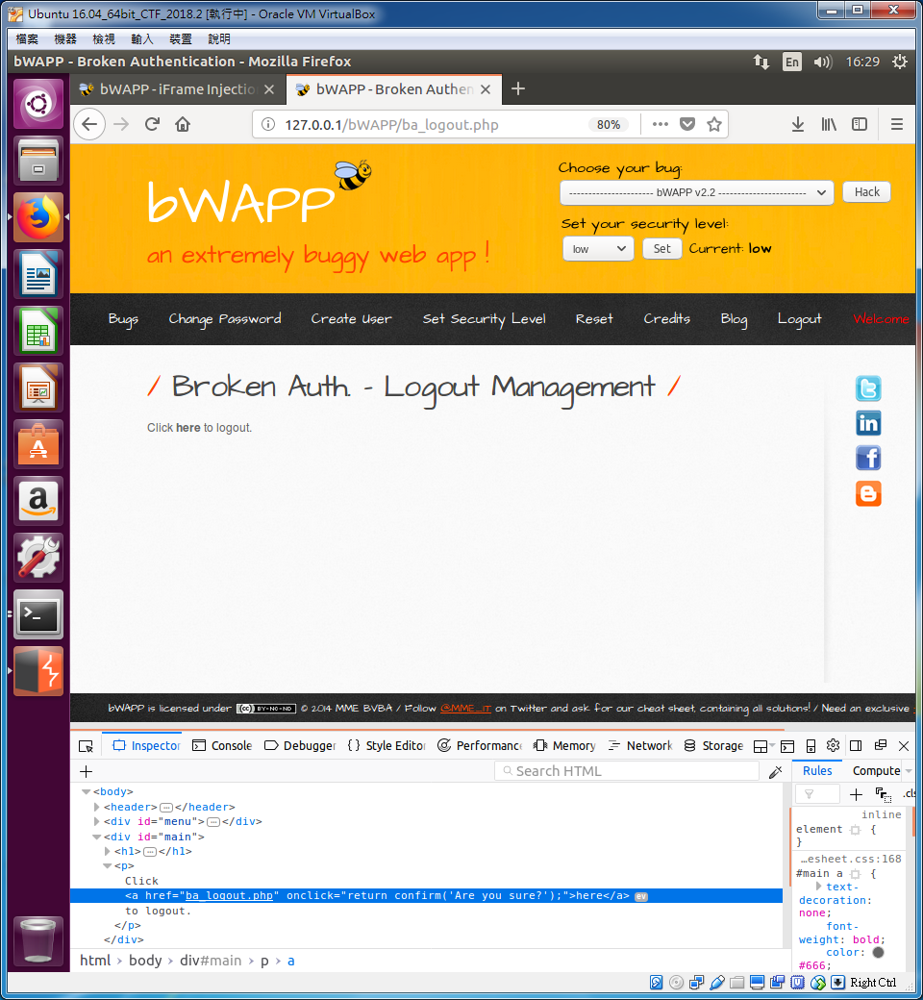 Ubuntu 16.04_64bit_CTF_2018.2 [執行中] - Oracle VM VirtualBox
檔案 機器 檢視 輸入 裝置 說明
bWAPP - Broken Authentication - Mozilla Firefox En 16:29
bWAPP - iFrame Injectio bWAPP - Broken Authen
127.0.0.1/bWAPP/ba_logout.php 80%
bWAPP
an extremely buggy web app !
Choose your bug:
---------------------- bWAPP v2.2 ----------------------- Hack
Set your security level:
low Set Current: low
Bugs Change Password Create User Set Security Level Reset Credits Blog Logout Welcome
/ Broken Auth. - Logout Management /
Click here to logout.
bWAPP is licensed under (cc) BY-NC-ND © 2014 MME BVBA / Follow @MME_IT on Twitter and ask for our cheat sheet, containing all solutions! / Need an exclusive
Inspector Console Debugger {} Style Editor Performance Memory Network Storage
+ Search HTML Rules Compute
<body>
<header>…</header>
<div id="menu">…</div>
<div id="main">
<h1>…</h1>
<p>
Click
<a href="ba_logout.php" onclick="return confirm('Are you sure?');">here</a> ev
to logout.
</p>
</div>
html › body › div#main › p › a
+ .cls
inline
element {
}
…esheet.css:168
#main a {
text-decoration:
none;
font-weight: bold;
color:
#666;
Right Ctrl